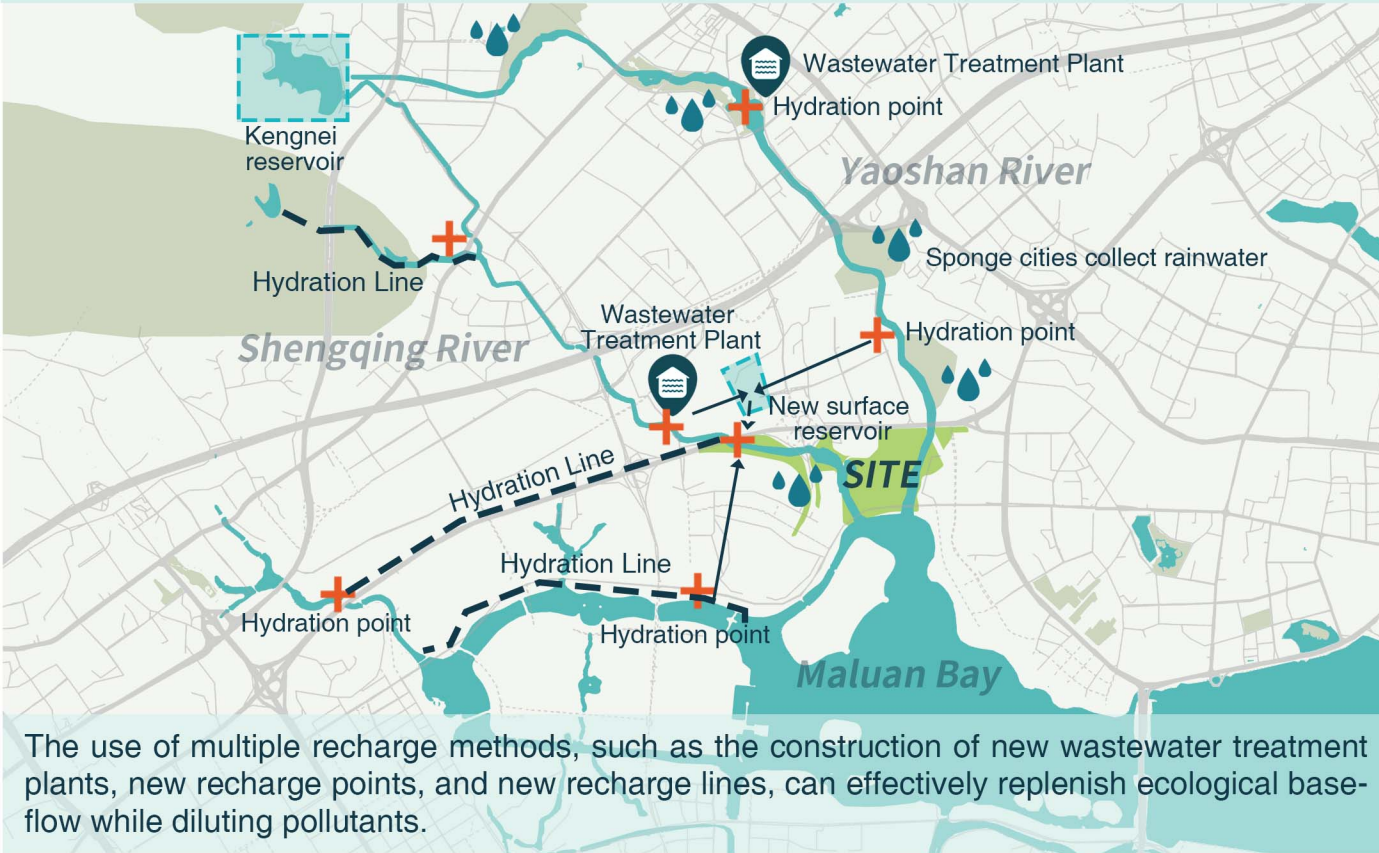 Wastewater Treatment Plant
Hydration point
Kengnei
reservoir
Yaoshan River
Sponge cities collect rainwater
Hydration Line
Wastewater
Treatment Plant
Hydration point
Shengqing River
New surface
reservoir
SITE
Hydration Line
Hydration Line
Hydration point
Hydration point
Maluan Bay
The use of multiple recharge methods, such as the construction of new wastewater treatment
plants, new recharge points, and new recharge lines, can effectively replenish ecological base-
flow while diluting pollutants.